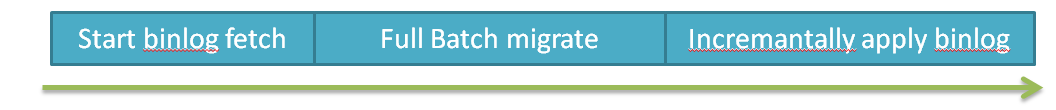 Start binlog fetch
Full Batch migrate
Incremantally apply binlog